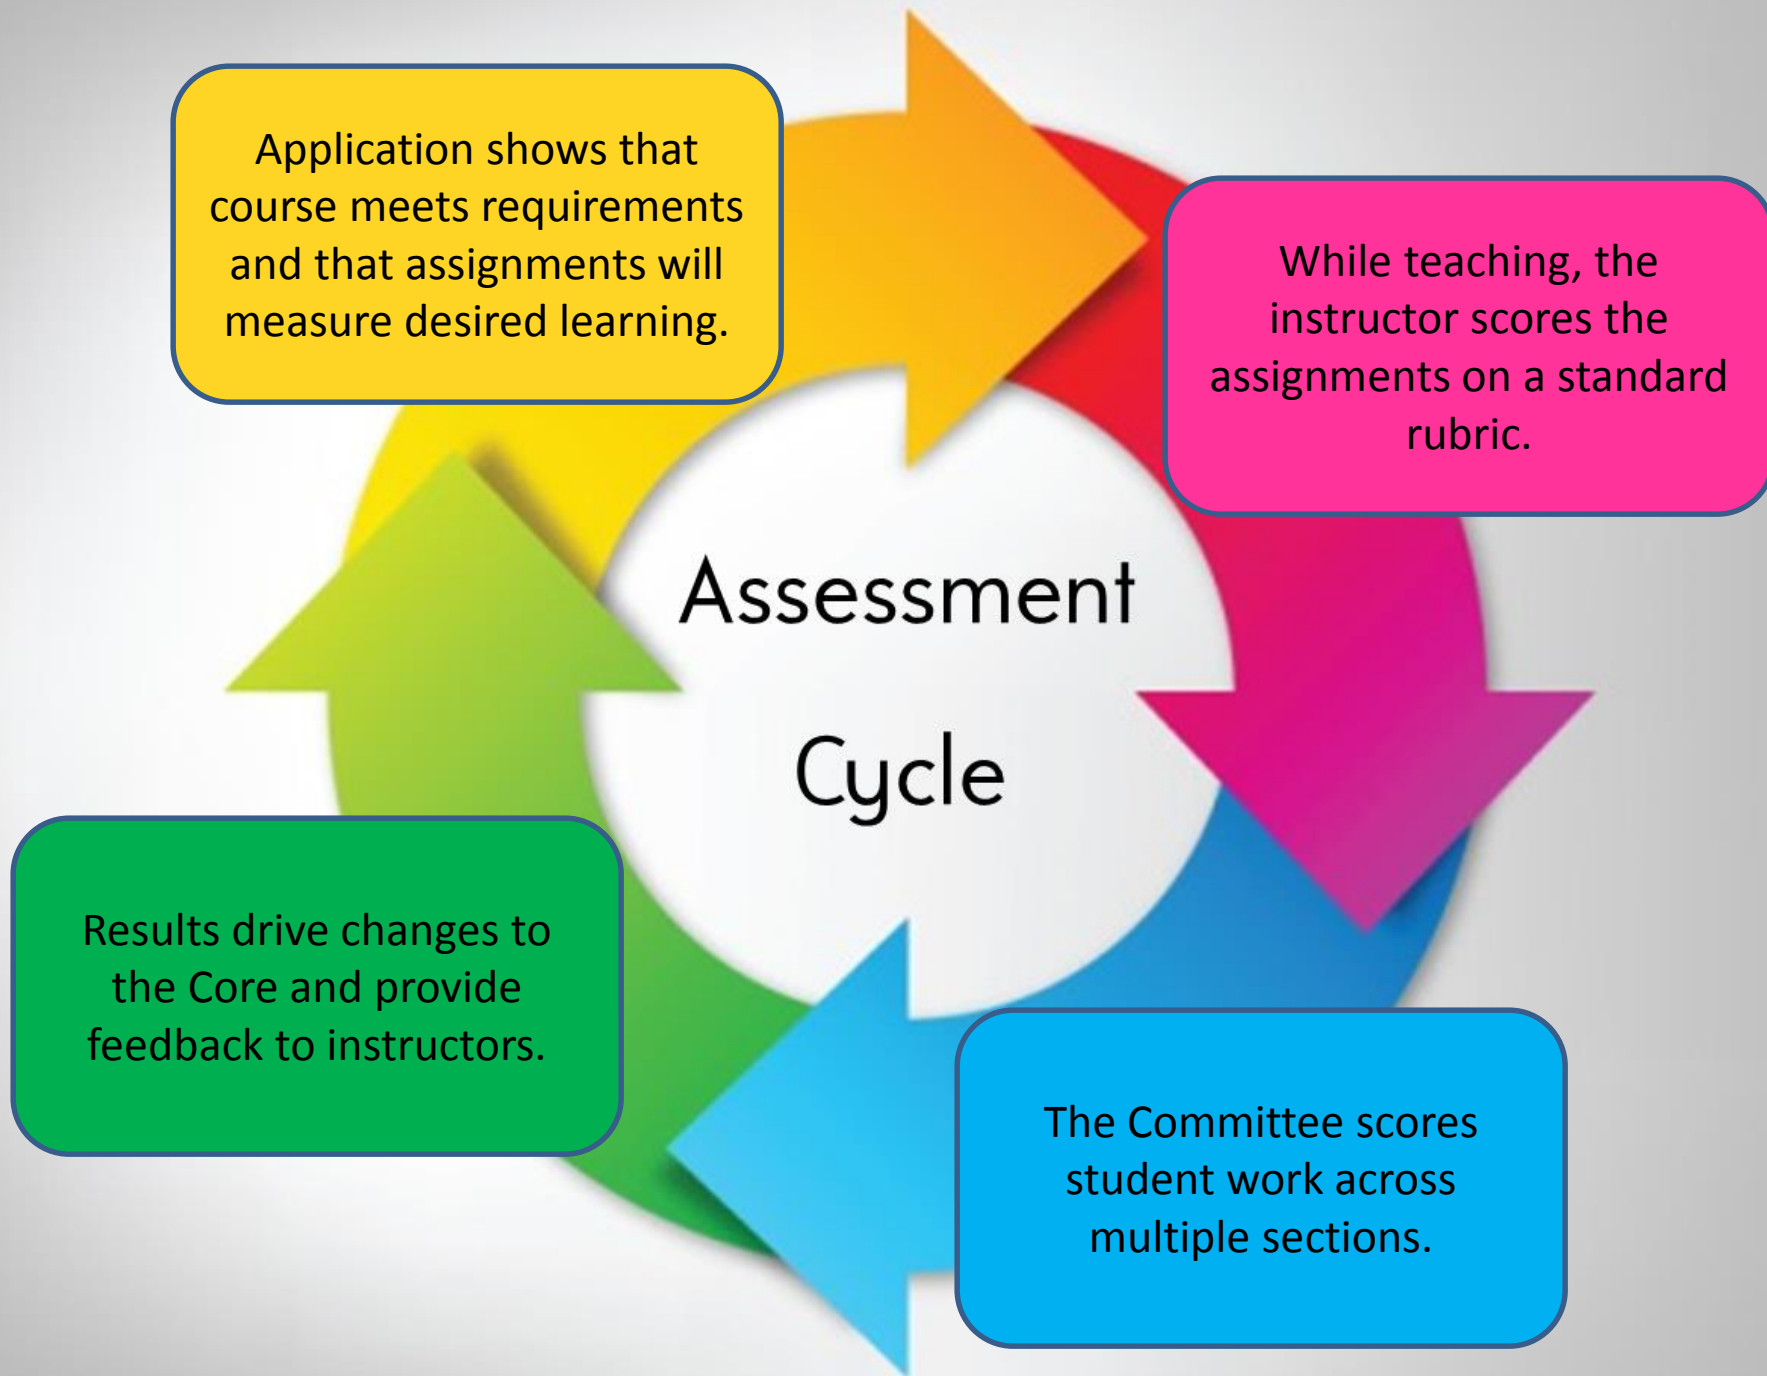 Application shows that
course meets requirements
and that assignments will
measure desired learning.
While teaching, the
instructor scores the
assignments on a standard
rubric.
Assessment
Cycle
Results drive changes to
the Core and provide
feedback to instructors.
The Committee scores
student work across
multiple sections.